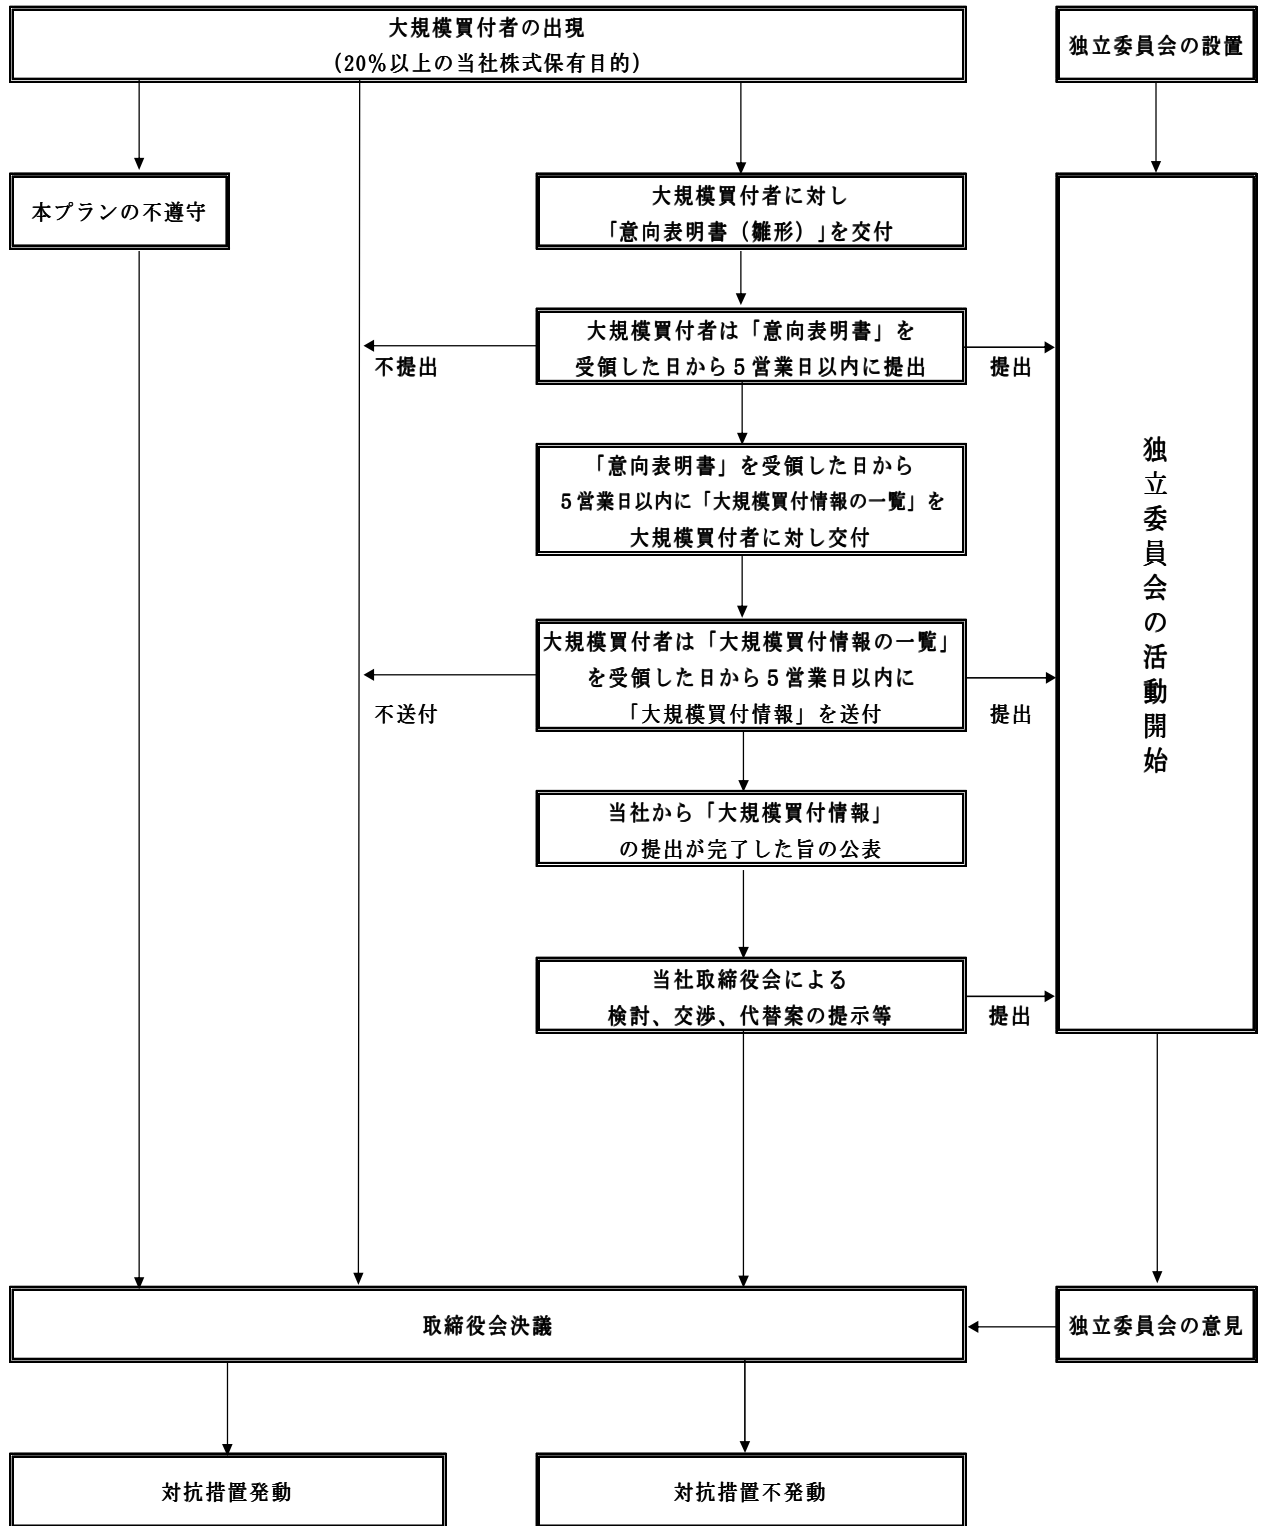 大規模買付者の出現
(20%以上の当社株式保有目的)
独立委員会の設置
本プランの不遵守
大規模買付者に対し
「意向表明書（雛形）」を交付
大規模買付者は「意向表明書」を
受領した日から５営業日以内に提出
不提出
提出
「意向表明書」を受領した日から
５営業日以内に「大規模買付情報の一覧」を
大規模買付者に対し交付
大規模買付者は「大規模買付情報の一覧」
を受領した日から５営業日以内に
「大規模買付情報」を送付
不送付
提出
当社から「大規模買付情報」
の提出が完了した旨の公表
当社取締役会による
検討、交渉、代替案の提示等
提出
独立委員会の活動開始
取締役会決議
独立委員会の意見
対抗措置発動
対抗措置不発動